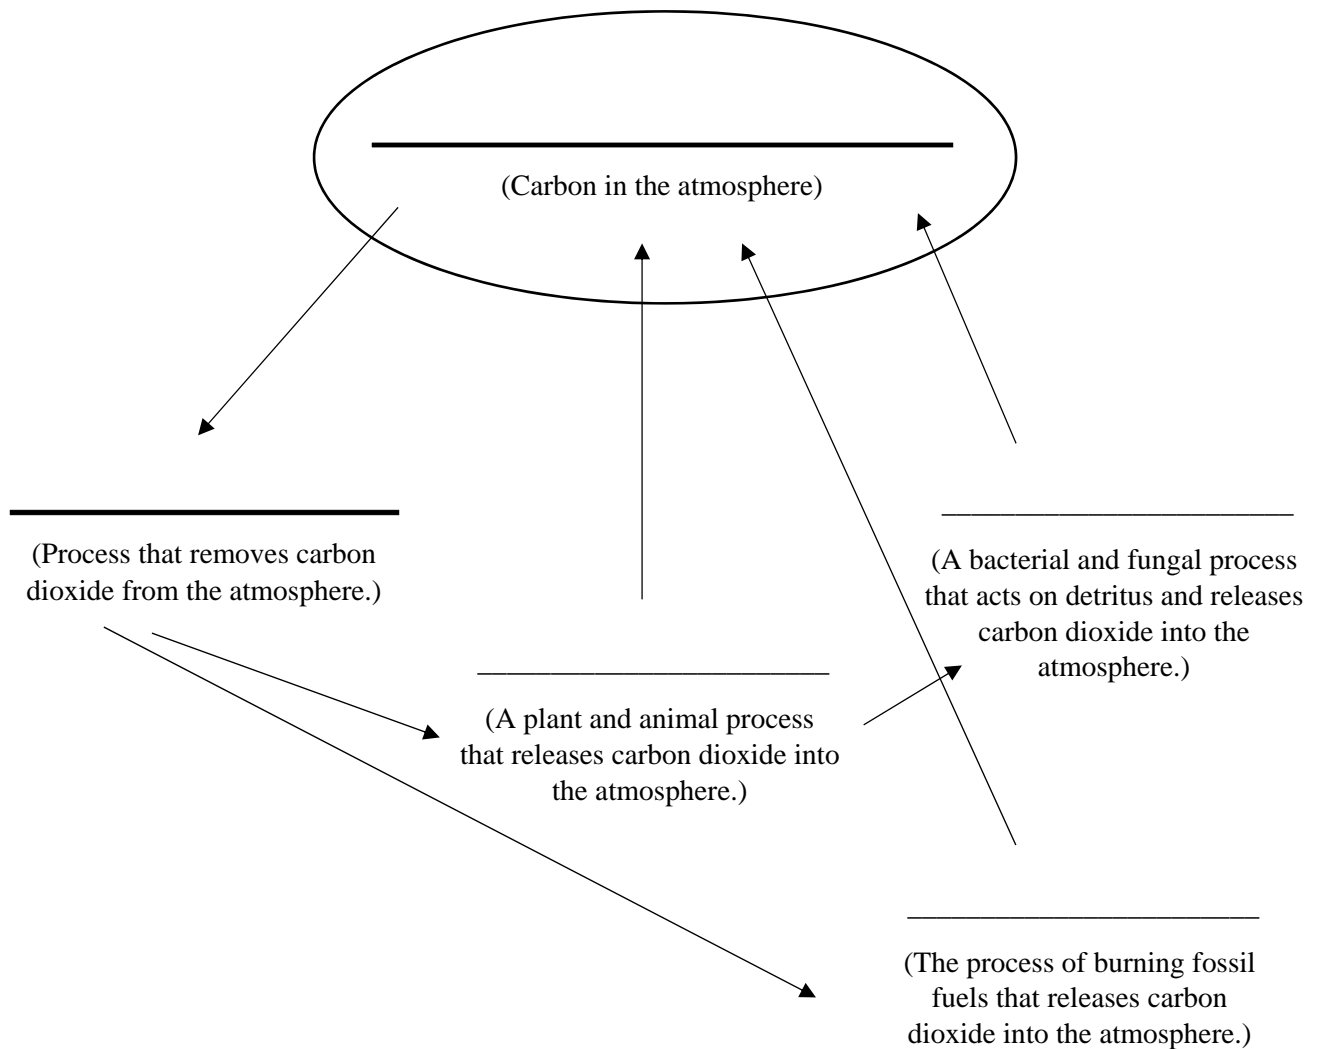 (Carbon in the atmosphere)
(Process that removes carbon
dioxide from the atmosphere.)
(A bacterial and fungal process
that acts on detritus and releases
carbon dioxide into the
atmosphere.)
(A plant and animal process
that releases carbon dioxide into
the atmosphere.)
(The process of burning fossil
fuels that releases carbon
dioxide into the atmosphere.)